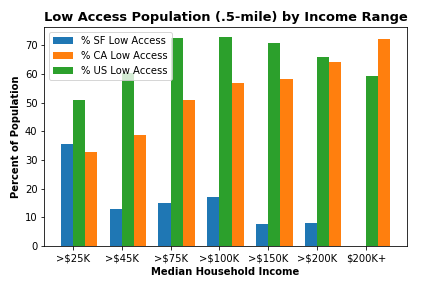 Low Access Population (.5-mile) by Income Range
% SF Low Access
% CA Low Access
% US Low Access
Percent of Population
70
60
50
40
30
20
10
0
>$25K >$45K >$75K >$100K >$150K >$200K $200K+
Median Household Income